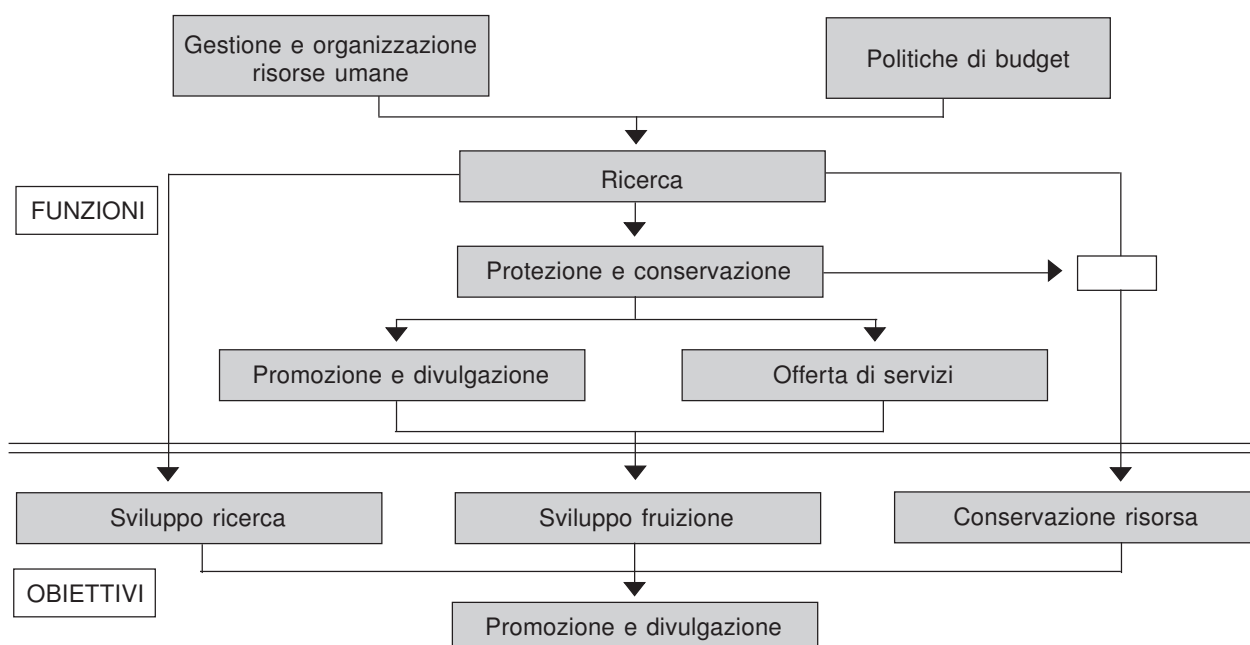 Gestione e organizzazione
risorse umane
Politiche di budget
Ricerca
FUNZIONI
Protezione e conservazione
Promozione e divulgazione
Offerta di servizi
Sviluppo ricerca
Sviluppo fruizione
Conservazione risorsa
OBIETTIVI
Promozione e divulgazione